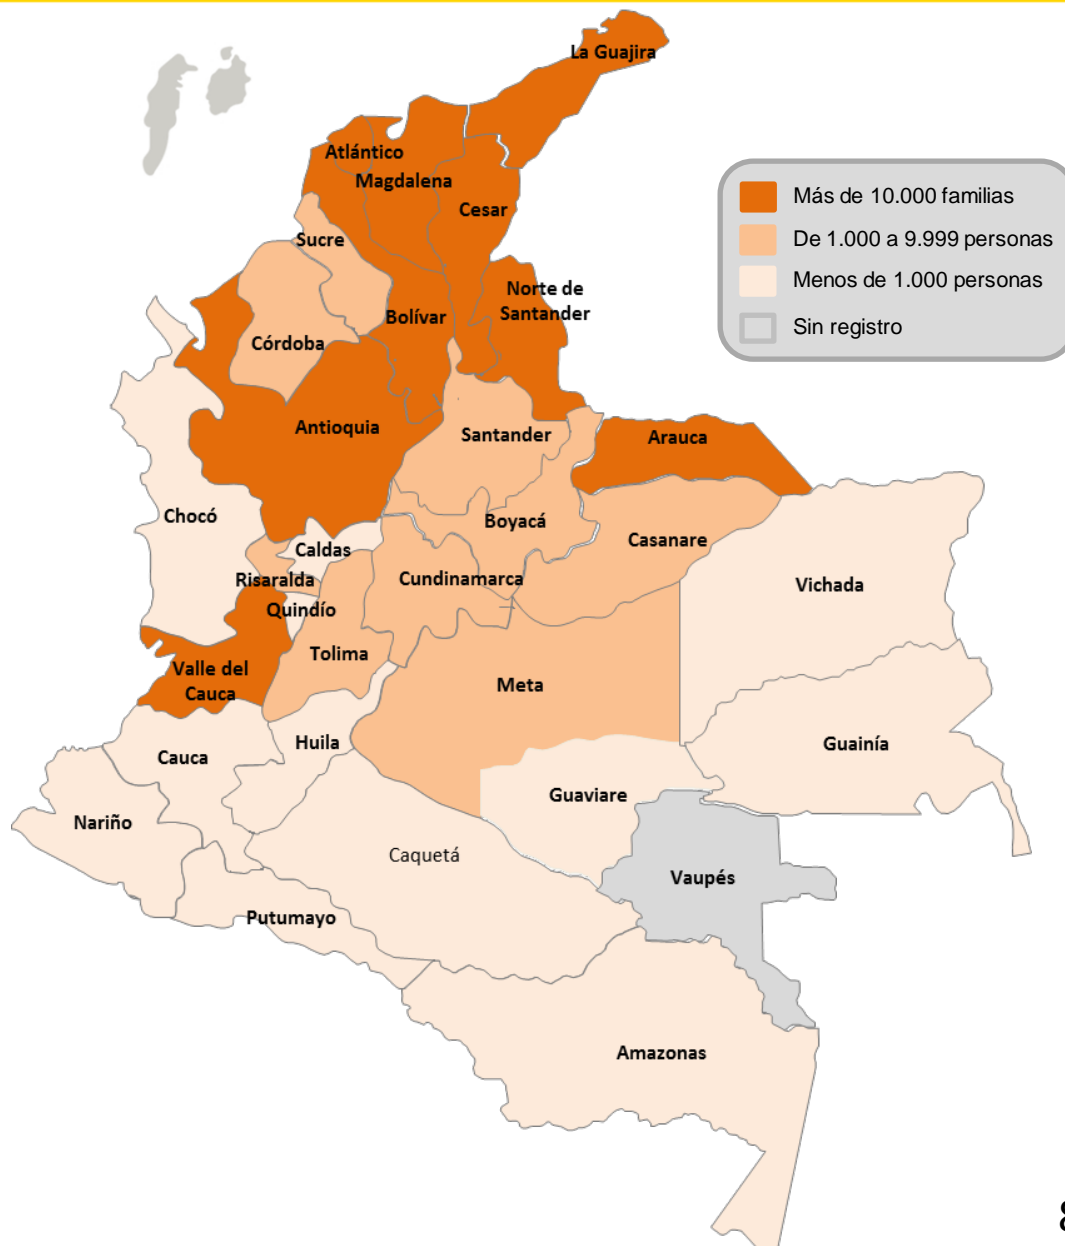 La Guajira
Atlántico
Magdalena
Cesar
Más de 10.000 familias
De 1.000 a 9.999 personas
Menos de 1.000 personas
Sin registro
Sucre
Norte de
Santander
Bolívar
Córdoba
Antioquia
Santander
Arauca
Chocó
Boyacá
Caldas
Casanare
Risaralda
Cundinamarca
Vichada
Quindío
Tolima
Valle del
Cauca
Meta
Huila
Cauca
Guainía
Guaviare
Nariño
Caquetá
Vaupés
Putumayo
Amazonas